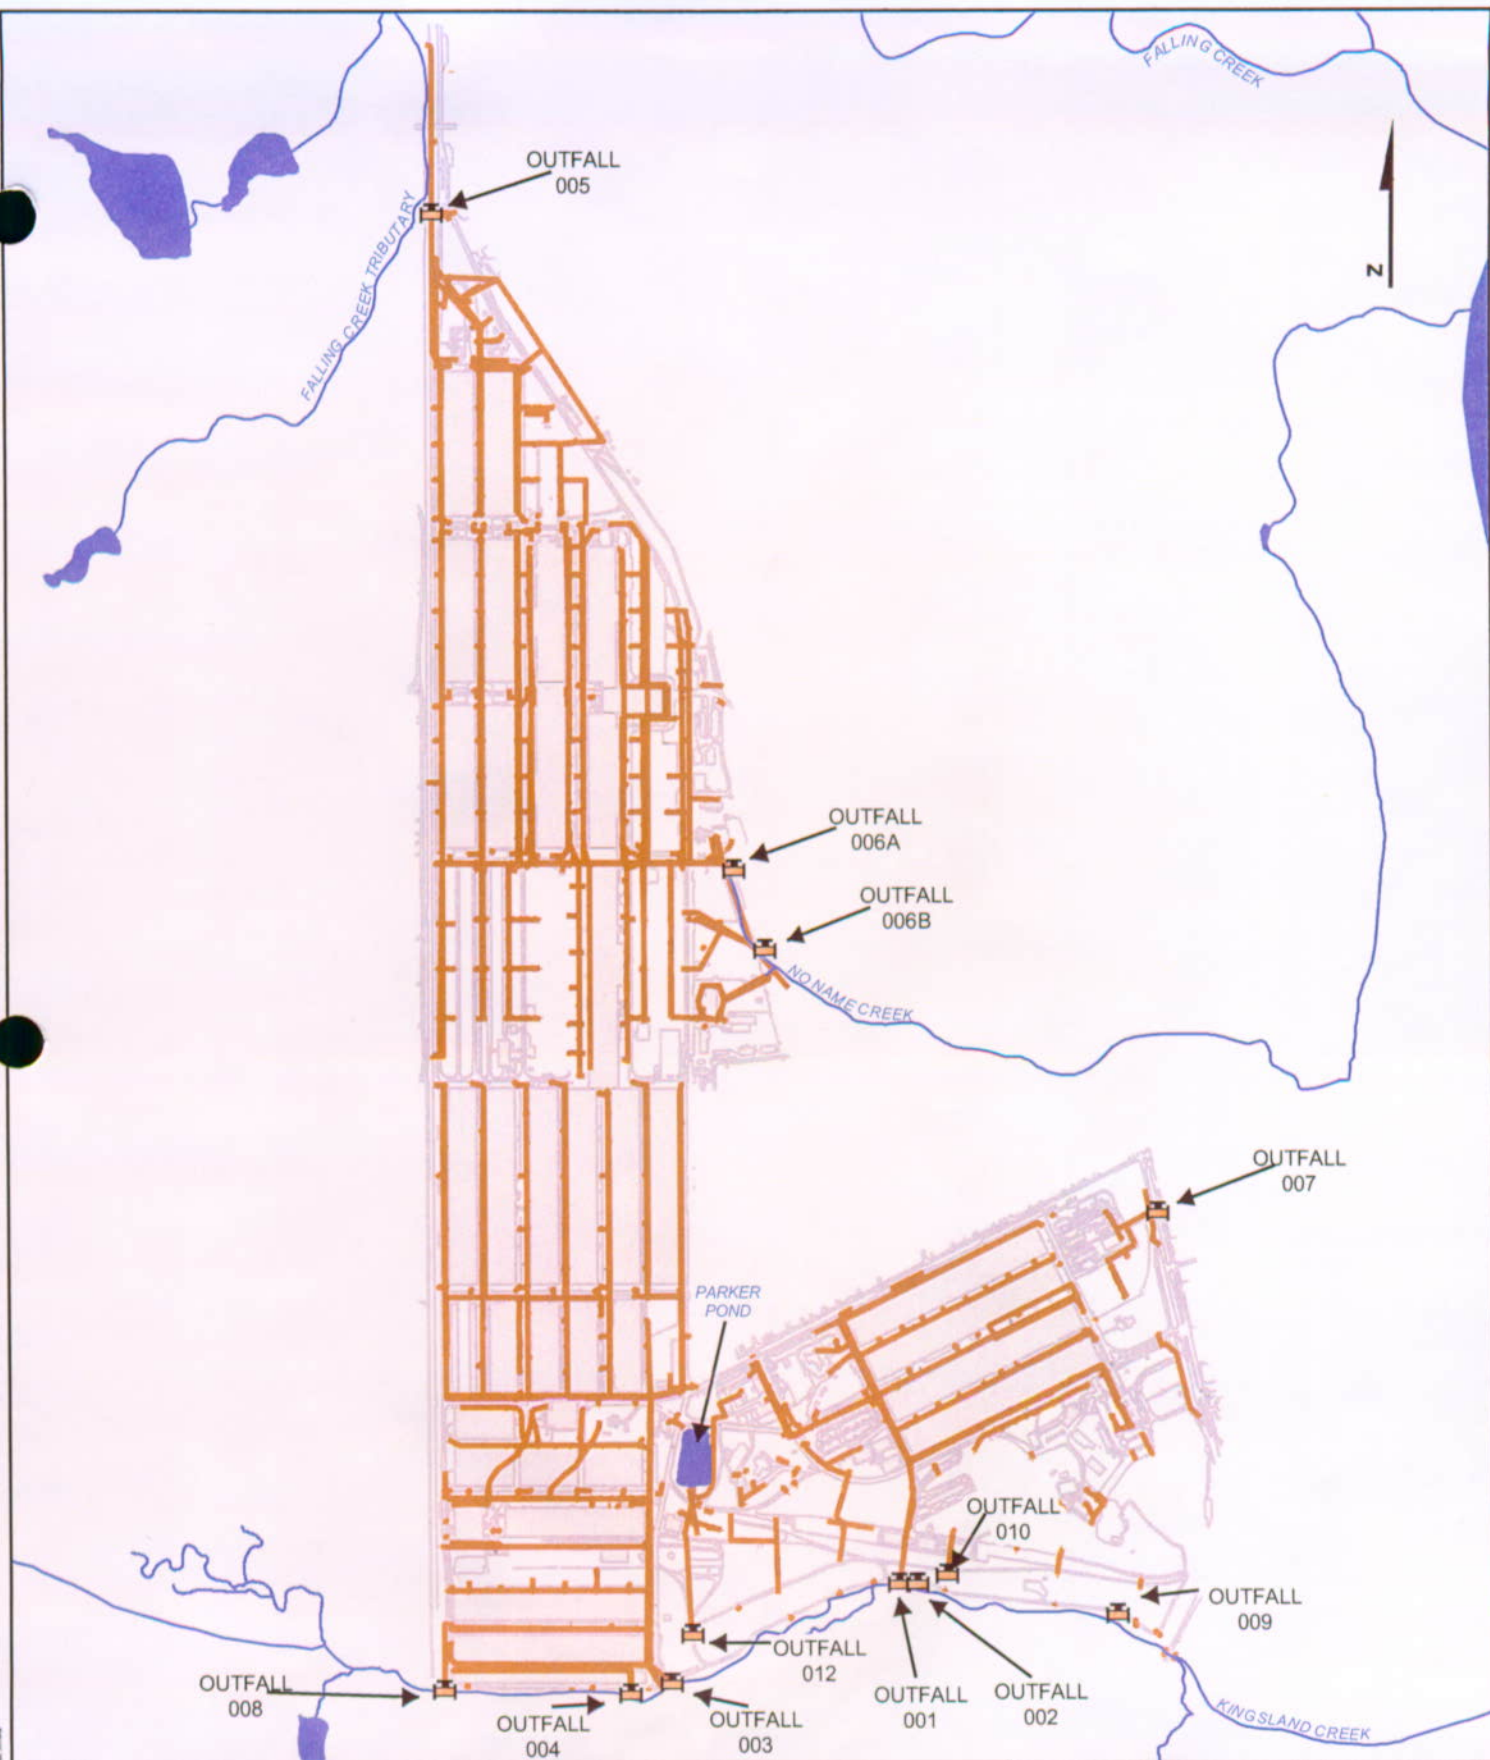 FALLING CREEK
OUTFALL
005
FALLING CREEK TRIBUTARY
N
OUTFALL
006A
OUTFALL
006B
NO NAME CREEK
OUTFALL
007
PARKER
POND
OUTFALL
010
OUTFALL
009
OUTFALL
012
OUTFALL
008
OUTFALL
001
OUTFALL
002
OUTFALL
004
OUTFALL
003
KINGSLAND CREEK